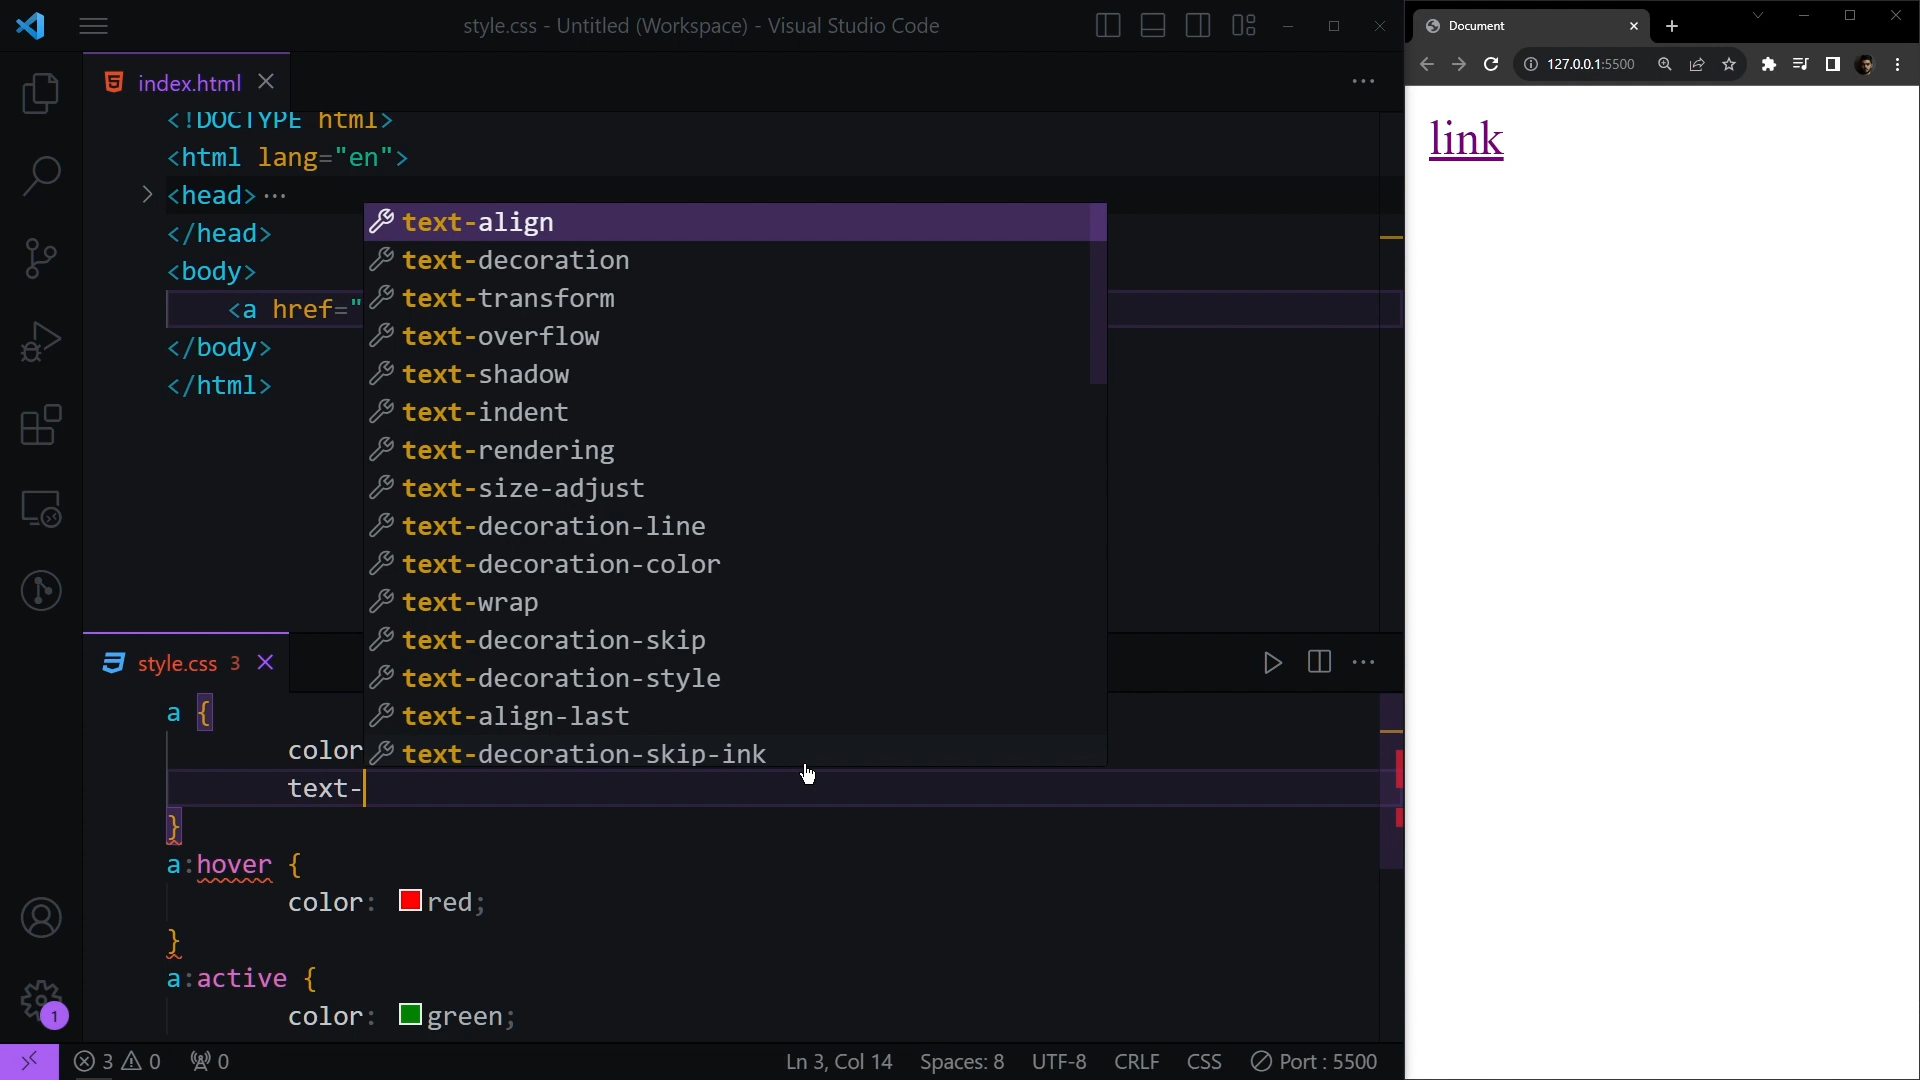 style.css - Untitled (Workspace) - Visual Studio Code
index.html
<!DOCTYPE html>
<html lang="en">
<head>
</head>
<body>
<a href="
</body>
</html>
text-align
text-decoration
text-transform
text-overflow
text-shadow
text-indent
text-rendering
text-size-adjust
text-decoration-line
text-decoration-color
text-wrap
text-decoration-skip
text-decoration-style
text-align-last
text-decoration-skip-ink
style.css 3
a {
color
text-
}
a:hover {
color: red;
}
a:active {
color: green;
1
3 0 0
Ln 3, Col 14 Spaces: 8 UTF-8 CRLF CSS Port : 5500
Document
127.0.0.1:5500
link